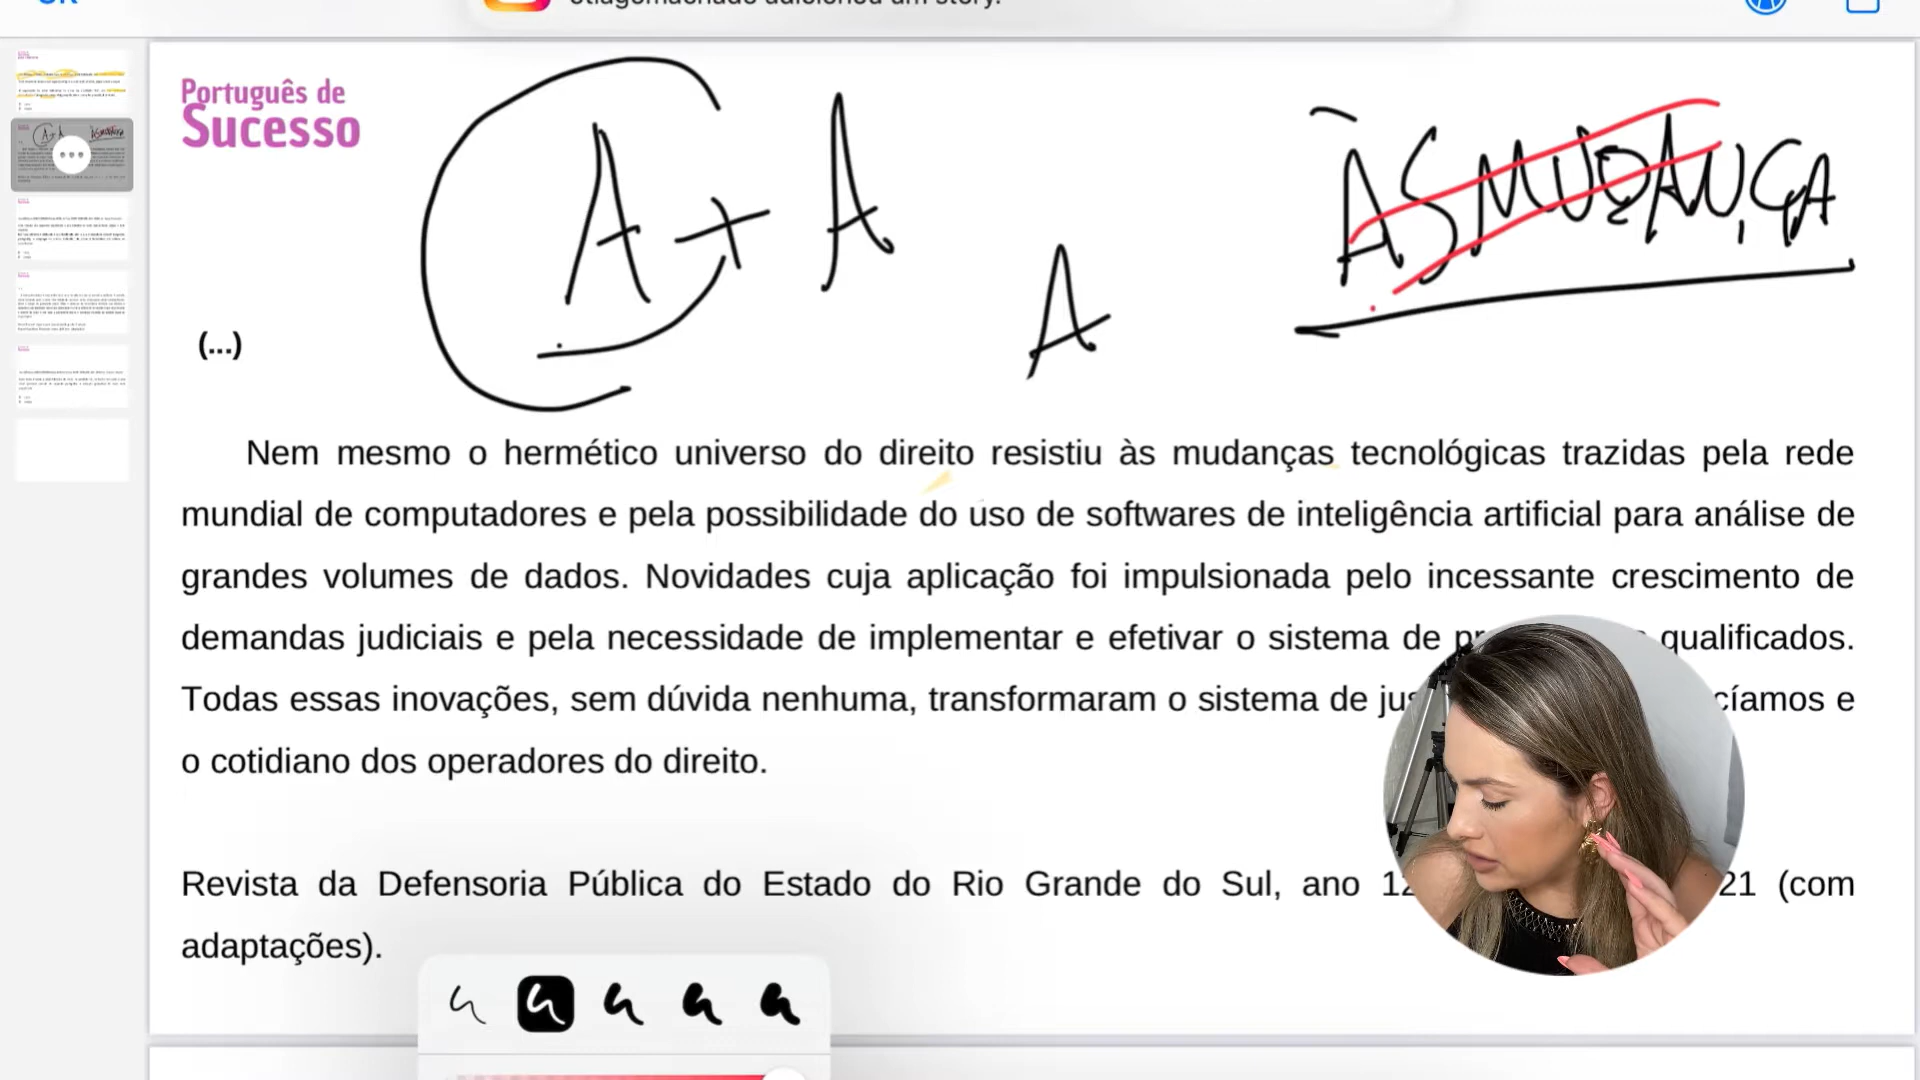 Português de
Sucesso
A + A
ÀS MUDANÇA
A
(...)
Nem mesmo o hermético universo do direito resistiu às mudanças tecnológicas trazidas pela rede
mundial de computadores e pela possibilidade do uso de softwares de inteligência artificial para análise de
grandes volumes de dados. Novidades cuja aplicação foi impulsionada pelo incessante crescimento de
demandas judiciais e pela necessidade de implementar e efetivar o sistema de qualificados.
Todas essas inovações, sem dúvida nenhuma, transformaram o sistema de e
o cotidiano dos operadores do direito.
Revista da Defensoria Pública do Estado do Rio Grande do Sul, ano 21 (com
adaptações).